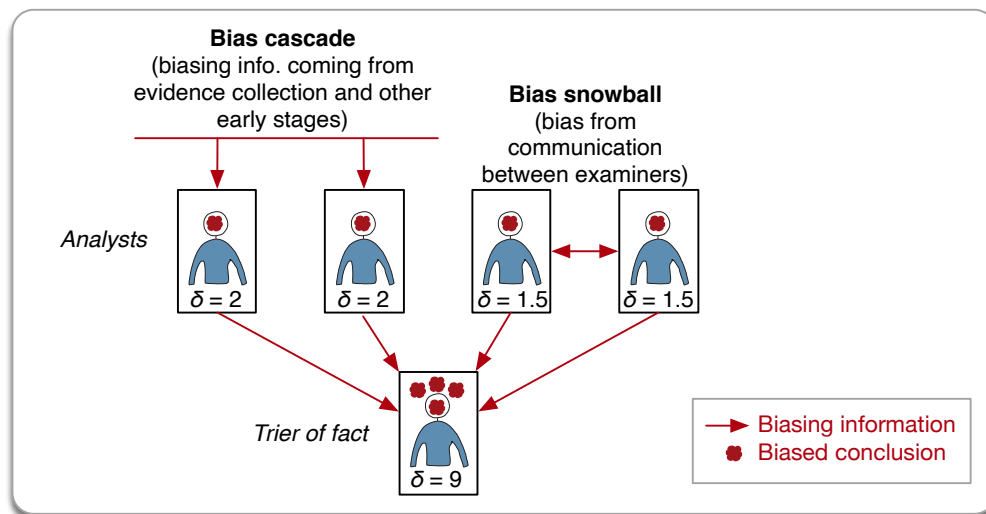 Bias cascade
(biasing info. coming from
evidence collection and other
early stages)
Bias snowball
(bias from
communication
between examiners)
Analysts
δ = 2
δ = 2
δ = 1.5
δ = 1.5
Trier of fact
δ = 9
Biasing information
Biased conclusion